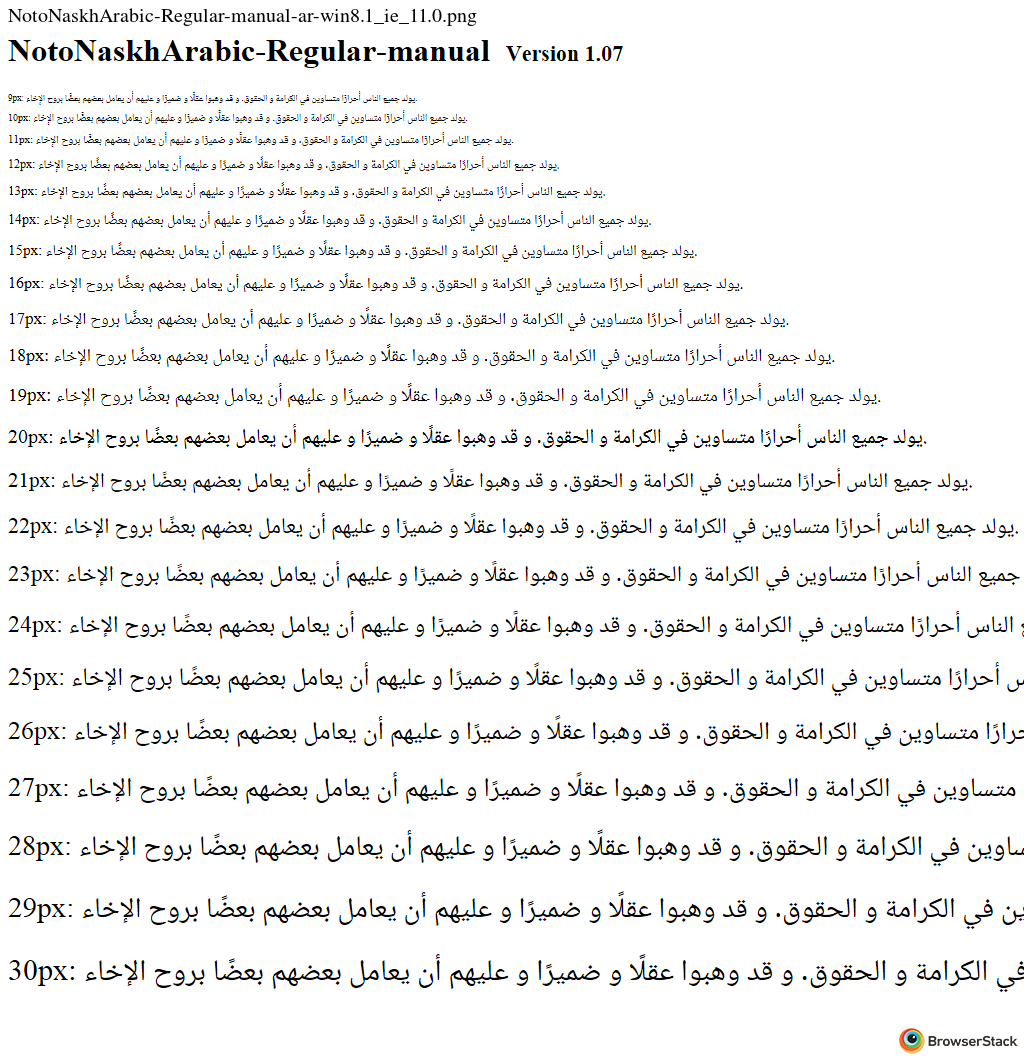 NotoNaskhArabic-Regular-manual-ar-win8.1_ie_11.0.png
NotoNaskhArabic-Regular-manual Version 1.07
9px: يولد جميع الناس أحرارًا متساوين في الكرامة و الحقوق. و قد وهبوا عقلًا و ضميرًا و عليهم أن يعامل بعضهم بعضًا بروح الإخاء.
10px: يولد جميع الناس أحرارًا متساوين في الكرامة و الحقوق. و قد وهبوا عقلًا و ضميرًا و عليهم أن يعامل بعضهم بعضًا بروح الإخاء.
11px: يولد جميع الناس أحرارًا متساوين في الكرامة و الحقوق. و قد وهبوا عقلًا و ضميرًا و عليهم أن يعامل بعضهم بعضًا بروح الإخاء.
12px: يولد جميع الناس أحرارًا متساوين في الكرامة و الحقوق. و قد وهبوا عقلًا و ضميرًا و عليهم أن يعامل بعضهم بعضًا بروح الإخاء.
13px: يولد جميع الناس أحرارًا متساوين في الكرامة و الحقوق. و قد وهبوا عقلًا و ضميرًا و عليهم أن يعامل بعضهم بعضًا بروح الإخاء.
14px: يولد جميع الناس أحرارًا متساوين في الكرامة و الحقوق. و قد وهبوا عقلًا و ضميرًا و عليهم أن يعامل بعضهم بعضًا بروح الإخاء.
15px: يولد جميع الناس أحرارًا متساوين في الكرامة و الحقوق. و قد وهبوا عقلًا و ضميرًا و عليهم أن يعامل بعضهم بعضًا بروح الإخاء.
16px: يولد جميع الناس أحرارًا متساوين في الكرامة و الحقوق. و قد وهبوا عقلًا و ضميرًا و عليهم أن يعامل بعضهم بعضًا بروح الإخاء.
17px: يولد جميع الناس أحرارًا متساوين في الكرامة و الحقوق. و قد وهبوا عقلًا و ضميرًا و عليهم أن يعامل بعضهم بعضًا بروح الإخاء.
18px: يولد جميع الناس أحرارًا متساوين في الكرامة و الحقوق. و قد وهبوا عقلًا و ضميرًا و عليهم أن يعامل بعضهم بعضًا بروح الإخاء.
19px: يولد جميع الناس أحرارًا متساوين في الكرامة و الحقوق. و قد وهبوا عقلًا و ضميرًا و عليهم أن يعامل بعضهم بعضًا بروح الإخاء.
20px: يولد جميع الناس أحرارًا متساوين في الكرامة و الحقوق. و قد وهبوا عقلًا و ضميرًا و عليهم أن يعامل بعضهم بعضًا بروح الإخاء.
21px: يولد جميع الناس أحرارًا متساوين في الكرامة و الحقوق. و قد وهبوا عقلًا و ضميرًا و عليهم أن يعامل بعضهم بعضًا بروح الإخاء.
22px: يولد جميع الناس أحرارًا متساوين في الكرامة و الحقوق. و قد وهبوا عقلًا و ضميرًا و عليهم أن يعامل بعضهم بعضًا بروح الإخاء.
23px: جميع الناس أحرارًا متساوين في الكرامة و الحقوق. و قد وهبوا عقلًا و ضميرًا و عليهم أن يعامل بعضهم بعضًا بروح الإخاء
24px: الناس أحرارًا متساوين في الكرامة و الحقوق. و قد وهبوا عقلًا و ضميرًا و عليهم أن يعامل بعضهم بعضًا بروح الإخاء
25px: أحرارًا متساوين في الكرامة و الحقوق. و قد وهبوا عقلًا و ضميرًا و عليهم أن يعامل بعضهم بعضًا بروح الإخاء
26px: متساوين في الكرامة و الحقوق. و قد وهبوا عقلًا و ضميرًا و عليهم أن يعامل بعضهم بعضًا بروح الإخاء
27px: متساوين في الكرامة و الحقوق. و قد وهبوا عقلًا و ضميرًا و عليهم أن يعامل بعضهم بعضًا بروح الإخاء
28px: في الكرامة و الحقوق. و قد وهبوا عقلًا و ضميرًا و عليهم أن يعامل بعضهم بعضًا بروح الإخاء
29px: في الكرامة و الحقوق. و قد وهبوا عقلًا و ضميرًا و عليهم أن يعامل بعضهم بعضًا بروح الإخاء
30px: في الكرامة و الحقوق. و قد وهبوا عقلًا و ضميرًا و عليهم أن يعامل بعضهم بعضًا بروح الإخاء
BrowserStack